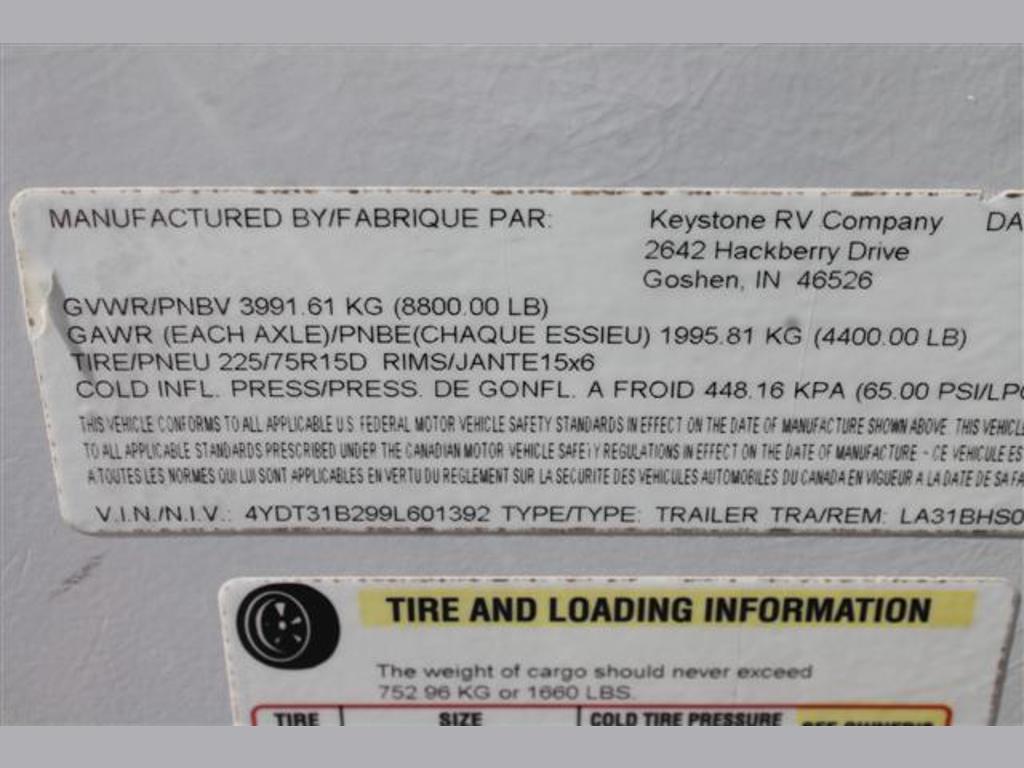 MANUFACTURED BY/FABRIQUE PAR: Keystone RV Company DA
2642 Hackberry Drive
Goshen, IN 46526
GVWR/PNBV 3991.61 KG (8800.00 LB)
GAWR (EACH AXLE)/PNBE(CHAQUE ESSIEU) 1995.81 KG (4400.00 LB)
TIRE/PNEU 225/75R15D RIMS/JANTE15x6
COLD INFL. PRESS/PRESS. DE GONFL. A FROID 448.16 KPA (65.00 PSI/LPC
THIS VEHICLE CONFORMS TO ALL APPLICABLE U.S. FEDERAL MOTOR VEHICLE SAFETY STANDARDS IN EFFECT ON THE DATE OF MANUFACTURE SHOWN ABOVE. THIS VEHICLE
TO ALL APPLICABLE STANDARDS PRESCRIBED UNDER THE CANADIAN MOTOR VEHICLE SAFETY REGULATIONS IN EFFECT ON THE DATE OF MANUFACTURE - CE VEHICULE ES
A TOUTES LES NORMES QUI LUI SONT APPLICABLES EN VERTU DU REGLEMENT SUR LA SECURITE DES VEHICULES AUTOMOBILES DU CANADA EN VIGUEUR A LA DATE DE SA FA
V.I.N./N.I.V.: 4YDT31B299L601392 TYPE/TYPE: TRAILER TRA/REM: LA31BHS0
TIRE AND LOADING INFORMATION
The weight of cargo should never exceed
752.96 KG or 1660 LBS.
TIRE SIZE COLD TIRE PRESSURE SEE OWNER'S